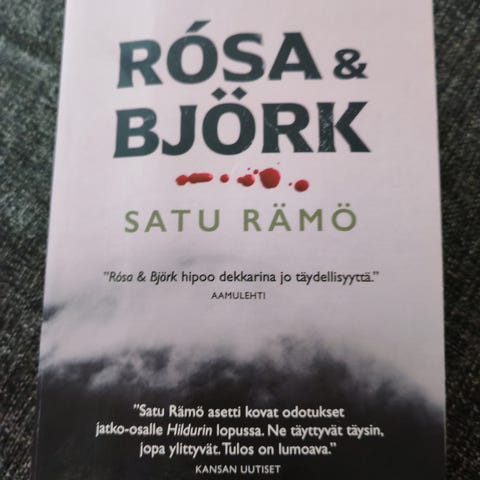 RÓSA &
BJÖRK
SATU RÄMÖ
"Rósa & Björk hipoo dekkarina jo täydellisyyttä."
AAMULEHTI
"Satu Rämö asetti kovat odotukset
jatko-osalle Hildurin lopussa. Ne täyttyvät täysin,
jopa ylittyvät. Tulos on lumoava."
KANSAN UUTISET